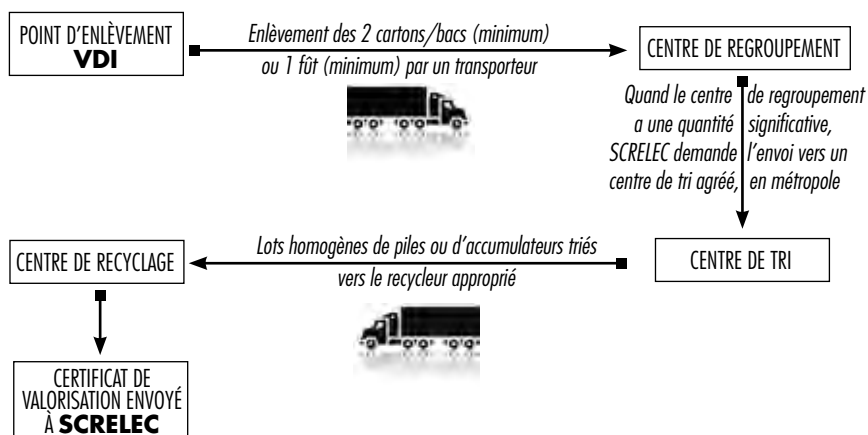 POINT D'ENLÈVEMENT
VDI
Enlèvement des 2 cartons/bacs (minimum)
ou 1 fût (minimum) par un transporteur
CENTRE DE REGROUPEMENT
Quand le centre de regroupement
a une quantité significative,
SCRELEC demande l'envoi vers un
centre de tri agréé, en métropole
CENTRE DE TRI
Lots homogènes de piles ou d'accumulateurs triés
vers le recycleur approprié
CENTRE DE RECYCLAGE
CERTIFICAT DE
VALORISATION ENVOYÉ
À SCRELEC